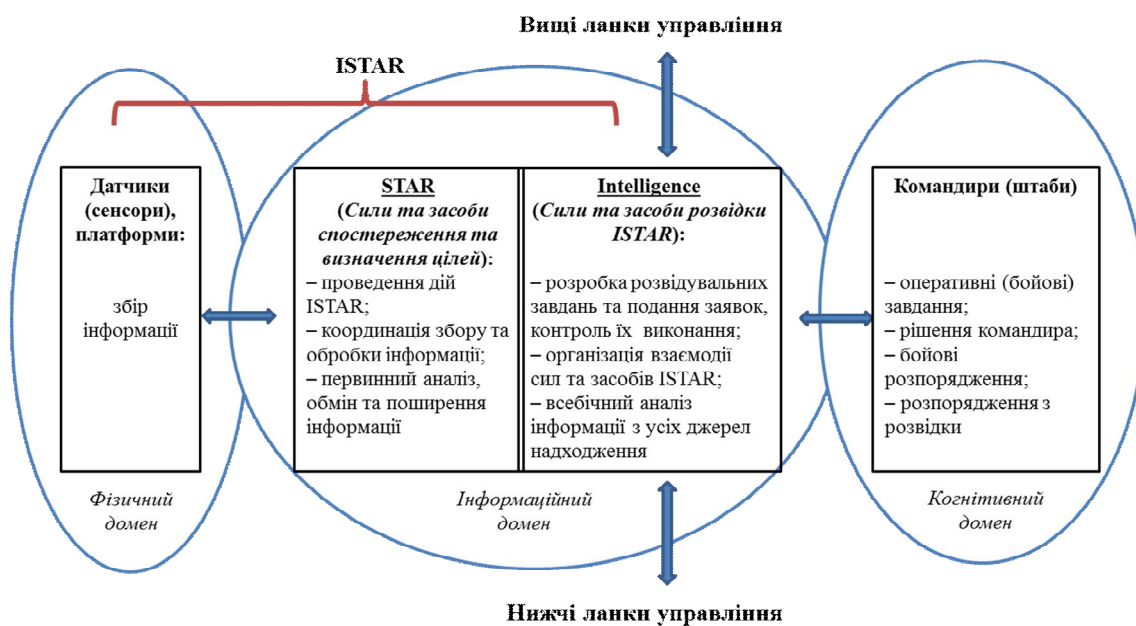 Вищі ланки управління
ISTAR
Датчики
(сенсори),
платформи:
збір
інформації
STAR
(Сили та засоби
спостереження та
визначення цілей):
– проведення дій
ISTAR;
– координація збору та
обробки інформації;
– первинний аналіз,
обмін та поширення
інформації
Intelligence
(Сили та засоби розвідки
ISTAR):
– розробка розвідувальних
завдань та подання заявок,
контроль їх виконання;
– організація взаємодії
сил та засобів ISTAR;
– всебічний аналіз
інформації з усіх джерел
надходження
Командири (штаби)
– оперативні (бойові)
завдання;
– рішення командира;
– бойові
розпорядження;
– розпорядження з
розвідки
Фізичний
домен
Інформаційний
домен
Когнітивний
домен
Нижчі ланки управління